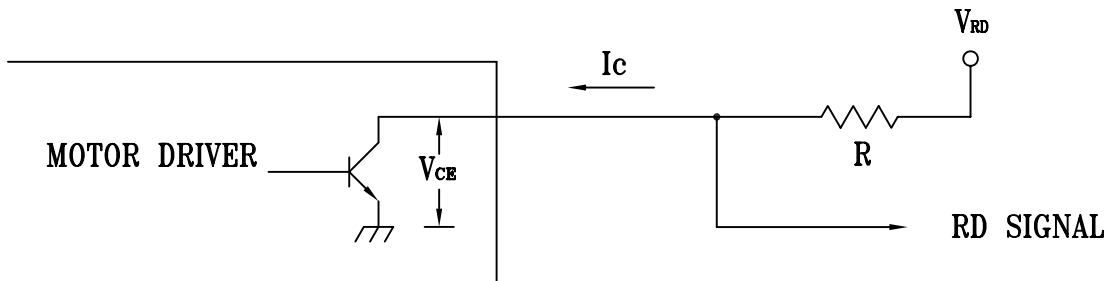 VRD
Ic
MOTOR DRIVER
VCE
R
RD SIGNAL